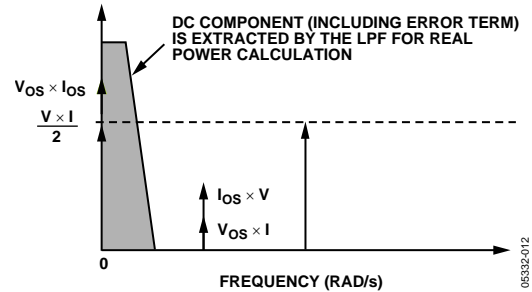 DC COMPONENT (INCLUDING ERROR TERM)
IS EXTRACTED BY THE LPF FOR REAL
POWER CALCULATION
VOS × IOS
V × I
2
IOS × V
VOS × I
0
FREQUENCY (RAD/s)
05332-012